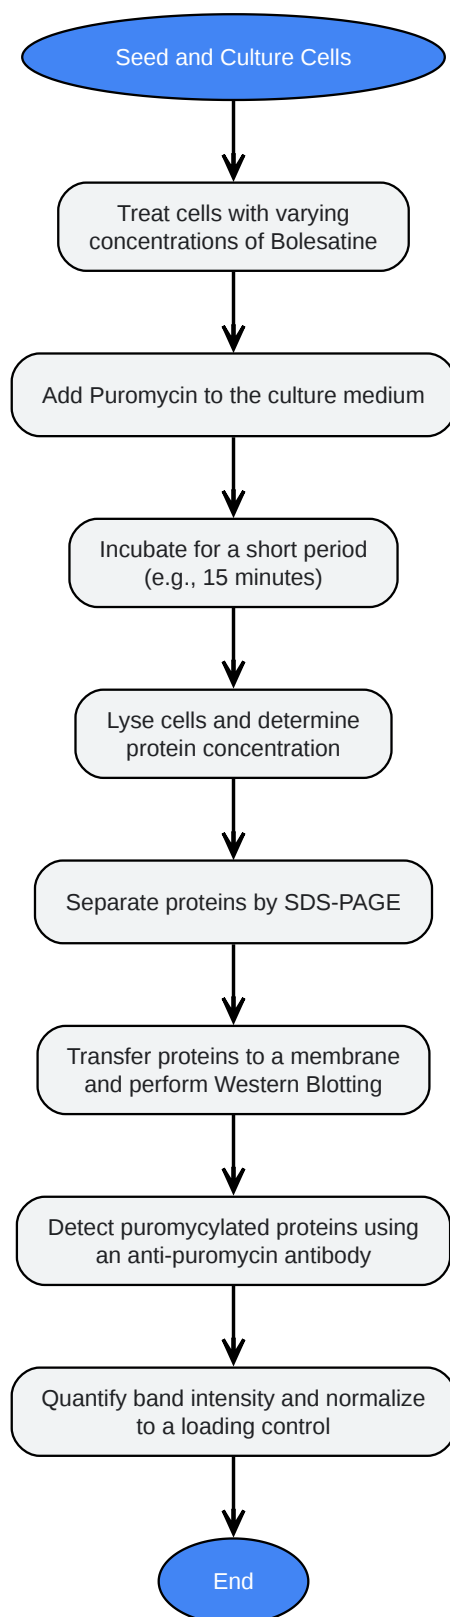 Seed and Culture Cells
Treat cells with varying
concentrations of Bolesatine
Add Puromycin to the culture medium
Incubate for a short period
(e.g., 15 minutes)
Lyse cells and determine
protein concentration
Separate proteins by SDS-PAGE
Transfer proteins to a membrane
and perform Western Blotting
Detect puromycylated proteins using
an anti-puromycin antibody
Quantify band intensity and normalize
to a loading control
End